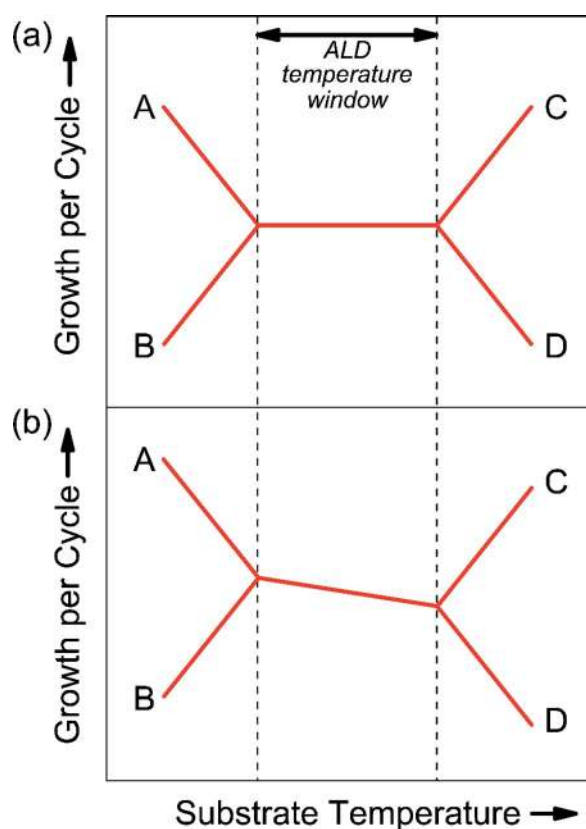 (a)
Growth per Cycle
ALD
temperature
window
A
C
B
D
(b)
Growth per Cycle
A
C
B
D
Substrate Temperature